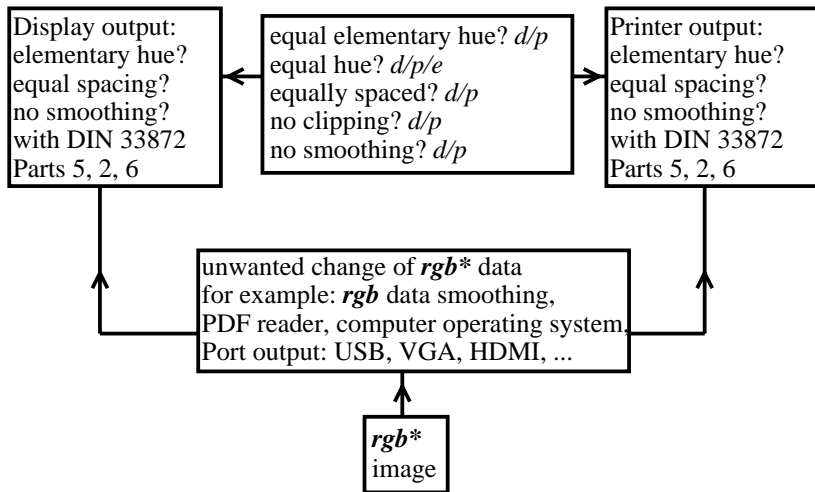 Display output:
elementary hue?
equal spacing?
no smoothing?
with DIN 33872
Parts 5, 2, 6
equal elementary hue? d/p
equal hue? d/p/e
equally spaced? d/p
no clipping? d/p
no smoothing? d/p
Printer output:
elementary hue?
equal spacing?
no smoothing?
with DIN 33872
Parts 5, 2, 6
unwanted change of rgb* data
for example: rgb data smoothing,
PDF reader, computer operating system,
Port output: USB, VGA, HDMI, ...
rgb*
image